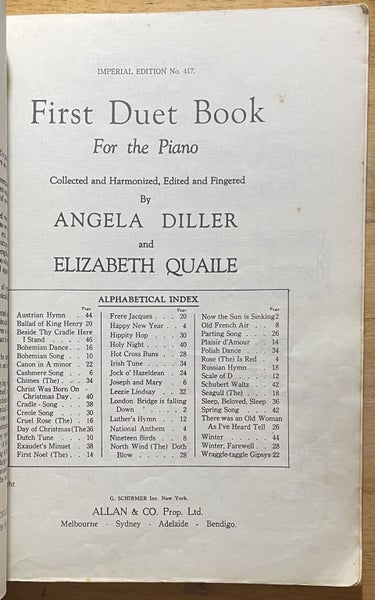 IMPERIAL EDITION No. 417.
First Duet Book
For the Piano
Collected and Harmonized, Edited and Fingered
By
ANGELA DILLER
and
ELIZABETH QUAILE
ALPHABETICAL INDEX
Page
Austrian Hymn . 44
Ballad of King Henry 20
Beside Thy Cradle Here
I Stand . . . 46
Bohemian Dance . . 16
Bohemian Song . . 10
Canon in A minor . 22
Cashmere Song . . 6
Chimes (The) . . . 34
Christ Was Born On
Christmas Day . 40
Cradle - Song . . . 38
Creole Song . . . 30
Cruel Rose (The) . 16
Day of Christmas (The 36
Dutch Tune . . . 10
Exaudet's Minuet . 38
First Noel (The) . . 14
Page
Frere Jacques . . . 20
Happy New Year . . 4
Hippity Hop . . . 30
Holy Night . . . . 40
Hot Cross Buns . . 28
Irish Tune . . . . 34
Jock o' Hazeldean . 24
Joseph and Mary . 6
Leezie Lindsay . . 32
London Bridge is falling
Down ' . . . . 2
Luther's Hymn . . 12
National Anthem . . 4
Nineteen Birds . . 8
North Wind (The) Doth
Blow . . . . . 28
Page
Now the Sun is Sinking 2
Old French Air . . 8
Parting Song . . . 26
Plaisir d'Amour . . 14
Polish Dance . . . 34
Rose (The) Is Red . 4
Russian Hymn . . . 18
Scale of D . . . . 12
Schubert Waltz . . 42
Seagull (The) . . . 18
Sleep, Beloved, Sleep 36
Spring Song . . . 42
There was an Old Woman
As I've Heard Tell 26
Winter . . . . . 44
Winter, Farewell . . 28
Wraggle-taggle Gipsys 22
G. SCHIRMER Inc. New York.
ALLAN & CO. Prop. Ltd.
Melbourne - Sydney - Adelaide - Bendigo.